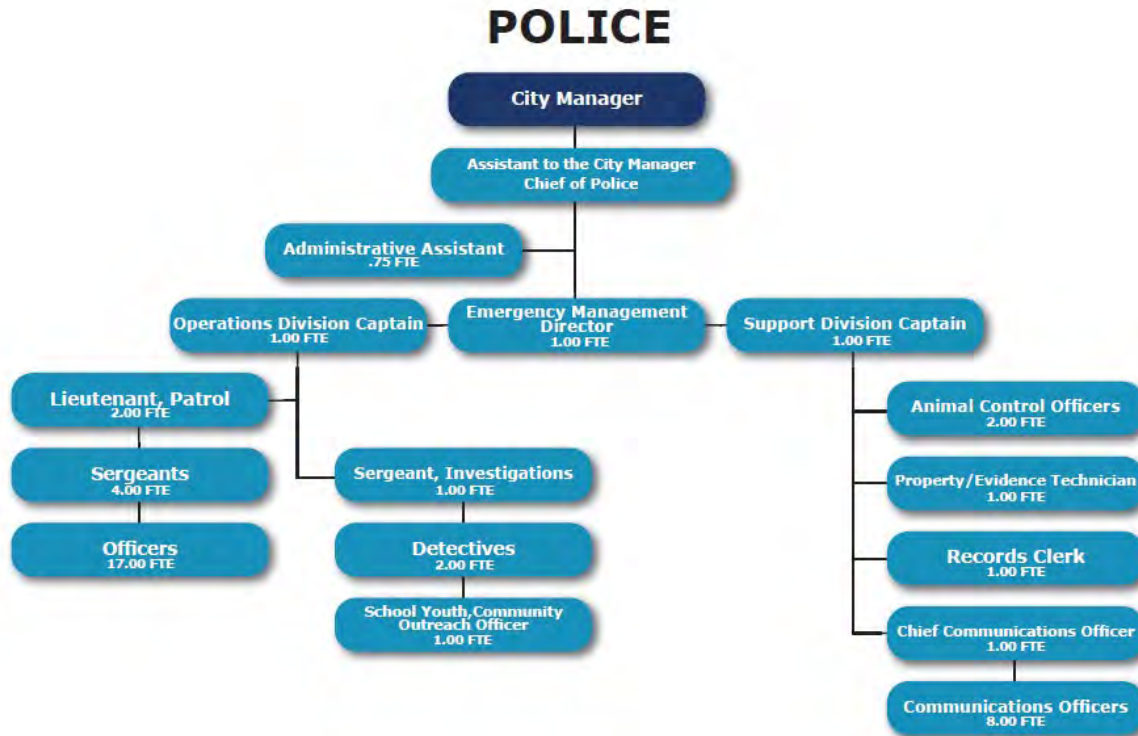 POLICE
City Manager
Assistant to the City Manager
Chief of Police
Administrative Assistant
.75 FTE
Operations Division Captain
1.00 FTE
Emergency Management
Director
1.00 FTE
Support Division Captain
1.00 FTE
Lieutenant, Patrol
2.00 FTE
Sergeants
4.00 FTE
Officers
17.00 FTE
Sergeant, Investigations
1.00 FTE
Detectives
2.00 FTE
School Youth,Community
Outreach Officer
1.00 FTE
Animal Control Officers
2.00 FTE
Property/Evidence Technician
1.00 FTE
Records Clerk
1.00 FTE
Chief Communications Officer
1.00 FTE
Communications Officers
8.00 FTE